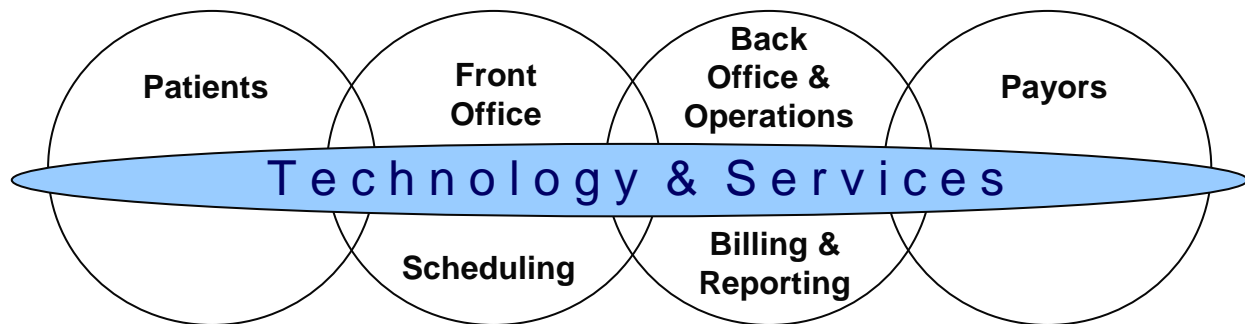 Patients
Front
Office
Back
Office &
Operations
Payors
Technology & Services
Scheduling
Billing &
Reporting